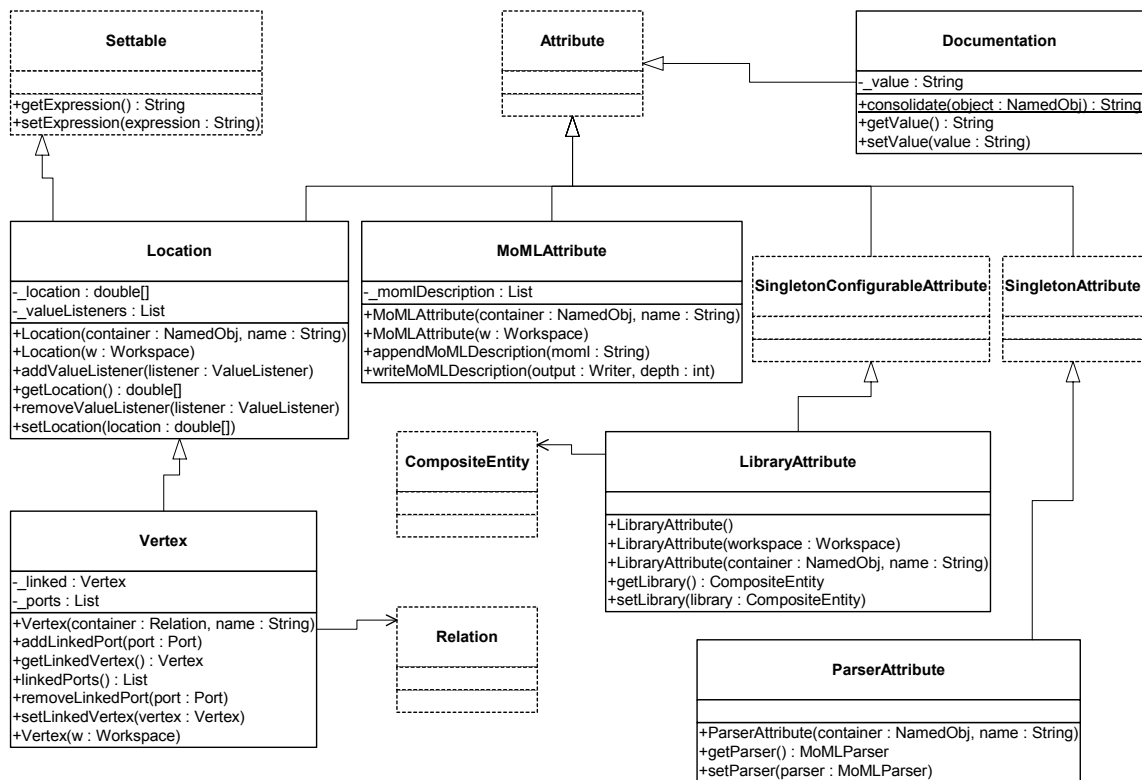 Settable
+getExpression() : String
+setExpression(expression : String)
Attribute
Documentation
-_value : String
+consolidate(object : NamedObj) : String
+getValue() : String
+setValue(value : String)
Location
-_location : double[]
-_valueListeners : List
+Location(container : NamedObj, name : String)
+Location(w : Workspace)
+addValueListener(listener : ValueListener)
+getLocation() : double[]
+removeValueListener(listener : ValueListener)
+setLocation(location : double[])
MoMLAttribute
-_momlDescription : List
+MoMLAttribute(container : NamedObj, name : String)
+MoMLAttribute(w : Workspace)
+appendMoMLDescription(moml : String)
+writeMoMLDescription(output : Writer, depth : int)
SingletonConfigurableAttribute
SingletonAttribute
CompositeEntity
LibraryAttribute
+LibraryAttribute()
+LibraryAttribute(workspace : Workspace)
+LibraryAttribute(container : NamedObj, name : String)
+getLibrary() : CompositeEntity
+setLibrary(library : CompositeEntity)
Vertex
-_linked : Vertex
-_ports : List
+Vertex(container : Relation, name : String)
+addLinkedPort(port : Port)
+getLinkedVertex() : Vertex
+linkedPorts() : List
+removeLinkedPort(port : Port)
+setLinkedVertex(vertex : Vertex)
+Vertex(w : Workspace)
Relation
ParserAttribute
+ParserAttribute(container : NamedObj, name : String)
+getParser() : MoMLParser
+setParser(parser : MoMLParser)